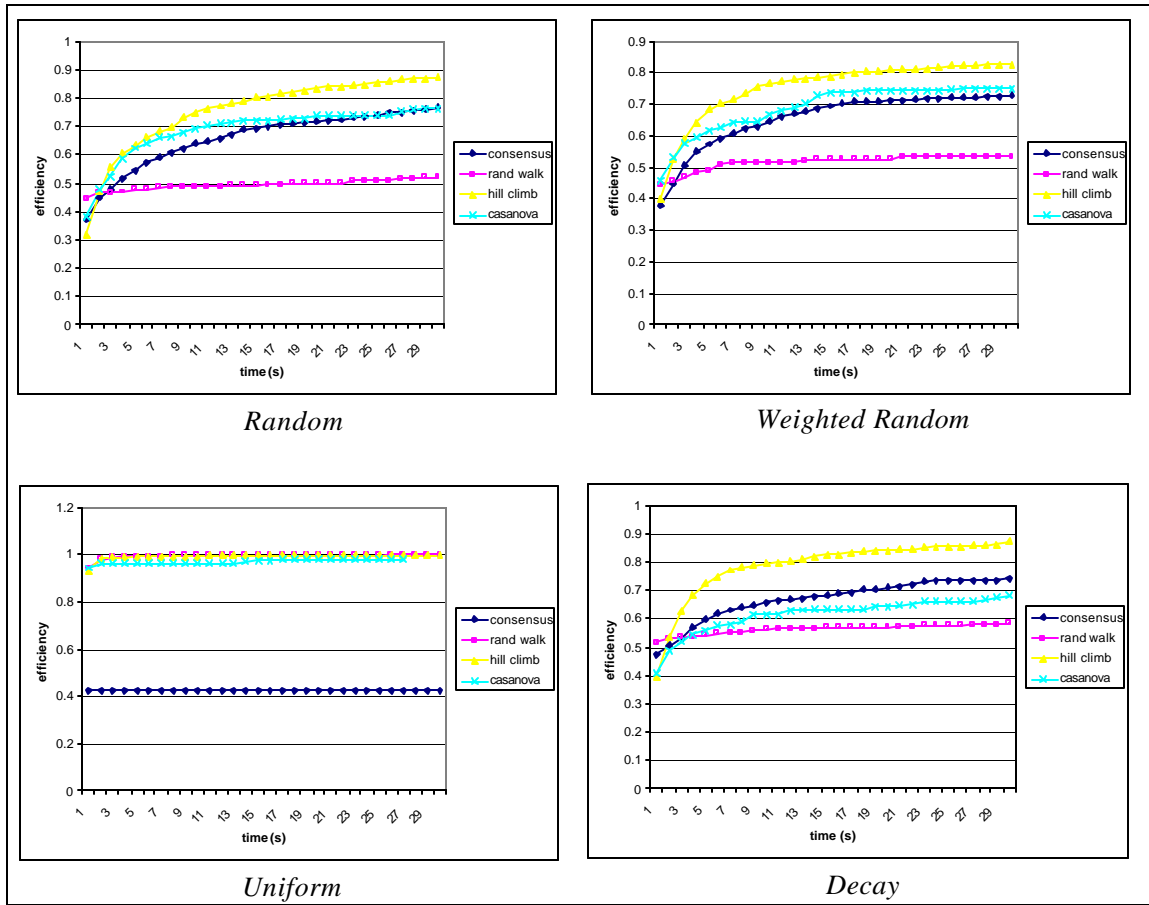 1
0.9
0.8
0.7
0.6
0.5
0.4
0.3
0.2
0.1
0
efficiency
1 3 5 7 9 11 13 15 17 19 21 23 25 27 29
time (s)
consensus
rand walk
hill climb
casanova
Random
0.9
0.8
0.7
0.6
0.5
0.4
0.3
0.2
0.1
0
efficiency
1 3 5 7 9 11 13 15 17 19 21 23 25 27 29
time (s)
consensus
rand walk
hill climb
casanova
Weighted Random
1.2
1
0.8
0.6
0.4
0.2
0
efficiency
1 3 5 7 9 11 13 15 17 19 21 23 25 27 29
time (s)
consensus
rand walk
hill climb
casanova
Uniform
1
0.9
0.8
0.7
0.6
0.5
0.4
0.3
0.2
0.1
0
efficiency
1 3 5 7 9 11 13 15 17 19 21 23 25 27 29
time (s)
consensus
rand walk
hill climb
casanova
Decay